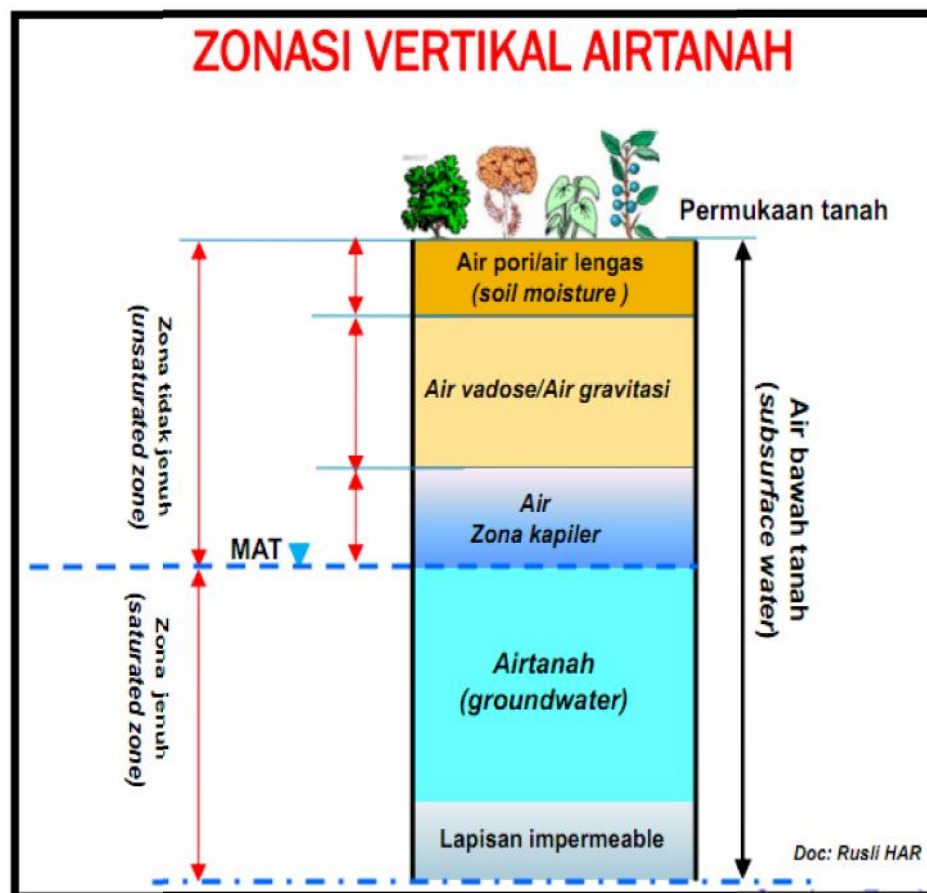 ZONASI VERTIKAL AIRTANAH
Permukaan tanah
Air pori/air lengas
(soil moisture )
Air vadose/Air gravitasi
Air
Zona kapiler
Zona tidak jenuh
(unsaturated zone)
MAT
Airtanah
(groundwater)
Zona jenuh
(saturated zone)
Air bawah tanah
(subsurface water)
Lapisan impermeable
Doc: Rusli HAR